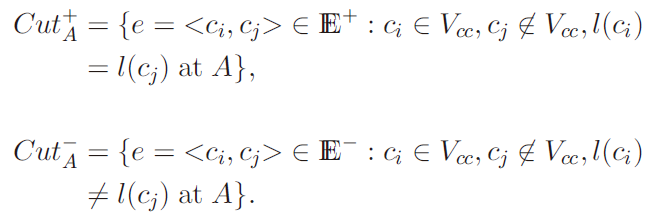 Cut⁺_A = {e = <c_i, c_j> ∈ 𝔼⁺ : c_i ∈ V_cc, c_j ∉ V_cc, l(c_i)
= l(c_j) at A},
Cut⁻_A = {e = <c_i, c_j> ∈ 𝔼⁻ : c_i ∈ V_cc, c_j ∉ V_cc, l(c_i)
≠ l(c_j) at A}.